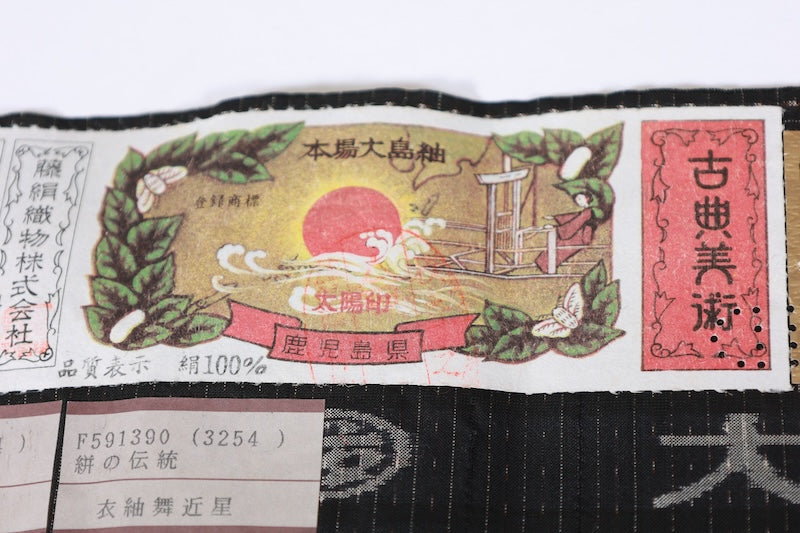 藤絹織物株式会社
本場大島紬
登録商標
太陽印
鹿児島県
古典美術
品質表示 絹100%
)
F591390 (3254 )
絣の伝統
衣紬舞近星
大